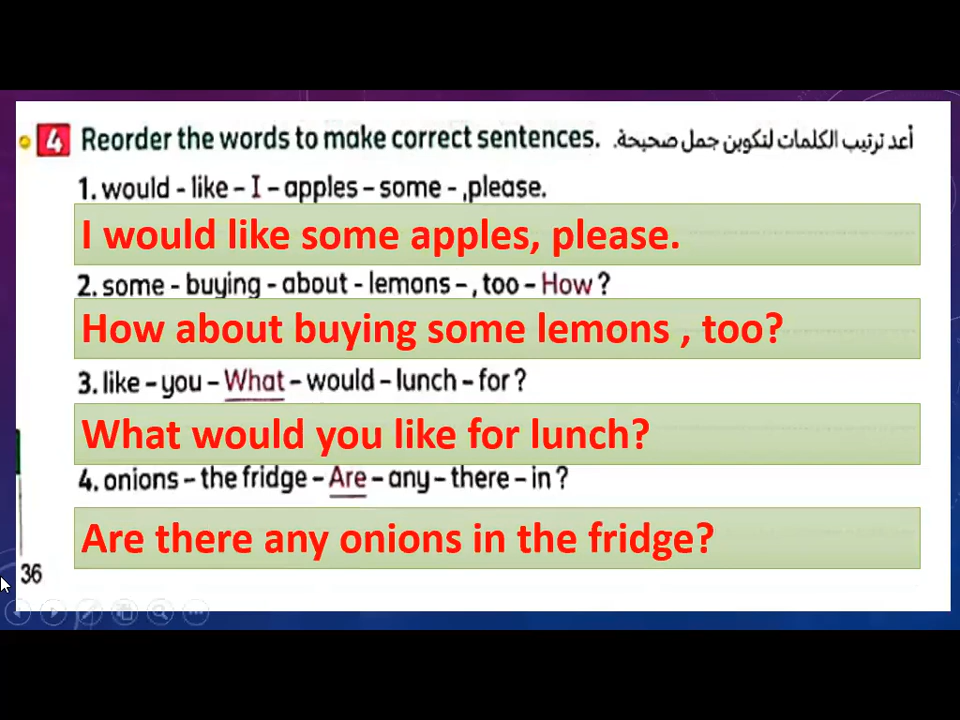 4 Reorder the words to make correct sentences. أعد ترتيب الكلمات لتكوين جمل صحيحة.
1. would - like - I - apples - some - ,please.
I would like some apples, please.
2. some - buying - about - lemons - , too - How ?
How about buying some lemons , too?
3. like - you - What - would - lunch - for ?
What would you like for lunch?
4. onions - the fridge - Are - any - there - in ?
Are there any onions in the fridge?
36